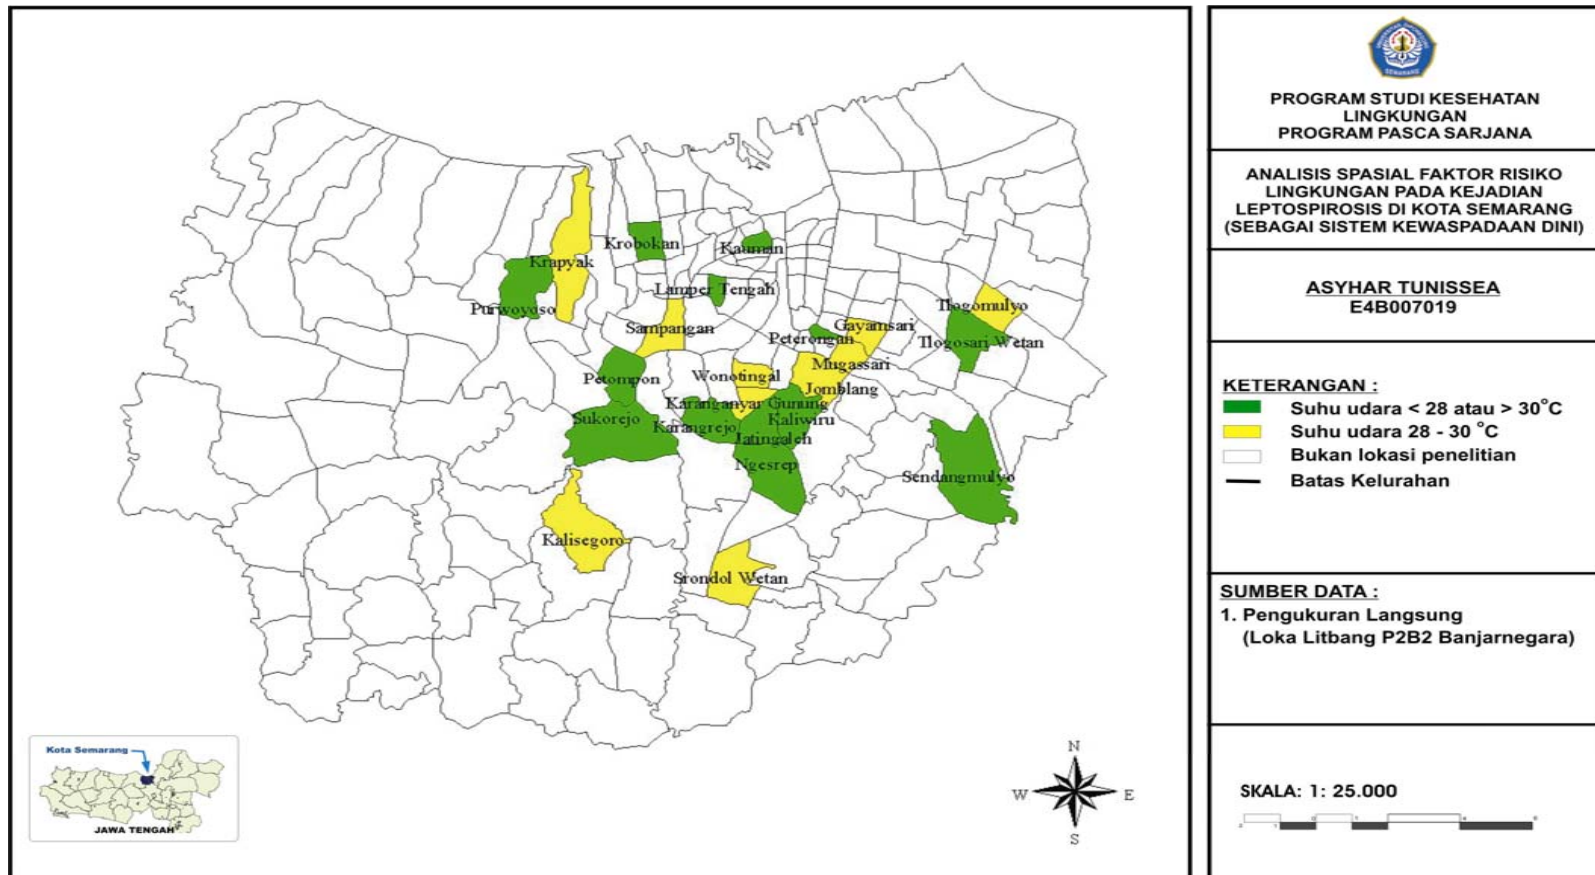 Krobokan
Kauman
Krapyak
Lamper Tengah
Purwoyoso
Tlogomulyo
Sampangan
Gayamsari
Peterongan
Tlogosari Wetan
Mugassari
Wonotingal
Petompon
Jomblang
Karanganyar Gunung
Sukorejo
Kaliwiru
Karangrejo
Jatingaleh
Ngesrep
Sendangmulyo
Kalisegoro
Srondol Wetan
Kota Semarang
JAWA TENGAH
N
W
E
S
PROGRAM STUDI KESEHATAN
LINGKUNGAN
PROGRAM PASCA SARJANA
ANALISIS SPASIAL FAKTOR RISIKO
LINGKUNGAN PADA KEJADIAN
LEPTOSPIROSIS DI KOTA SEMARANG
(SEBAGAI SISTEM KEWASPADAAN DINI)
ASYHAR TUNISSEA
E4B007019
KETERANGAN :
Suhu udara < 28 atau > 30°C
Suhu udara 28 - 30 °C
Bukan lokasi penelitian
Batas Kelurahan
SUMBER DATA :
1. Pengukuran Langsung
(Loka Litbang P2B2 Banjarnegara)
SKALA: 1: 25.000